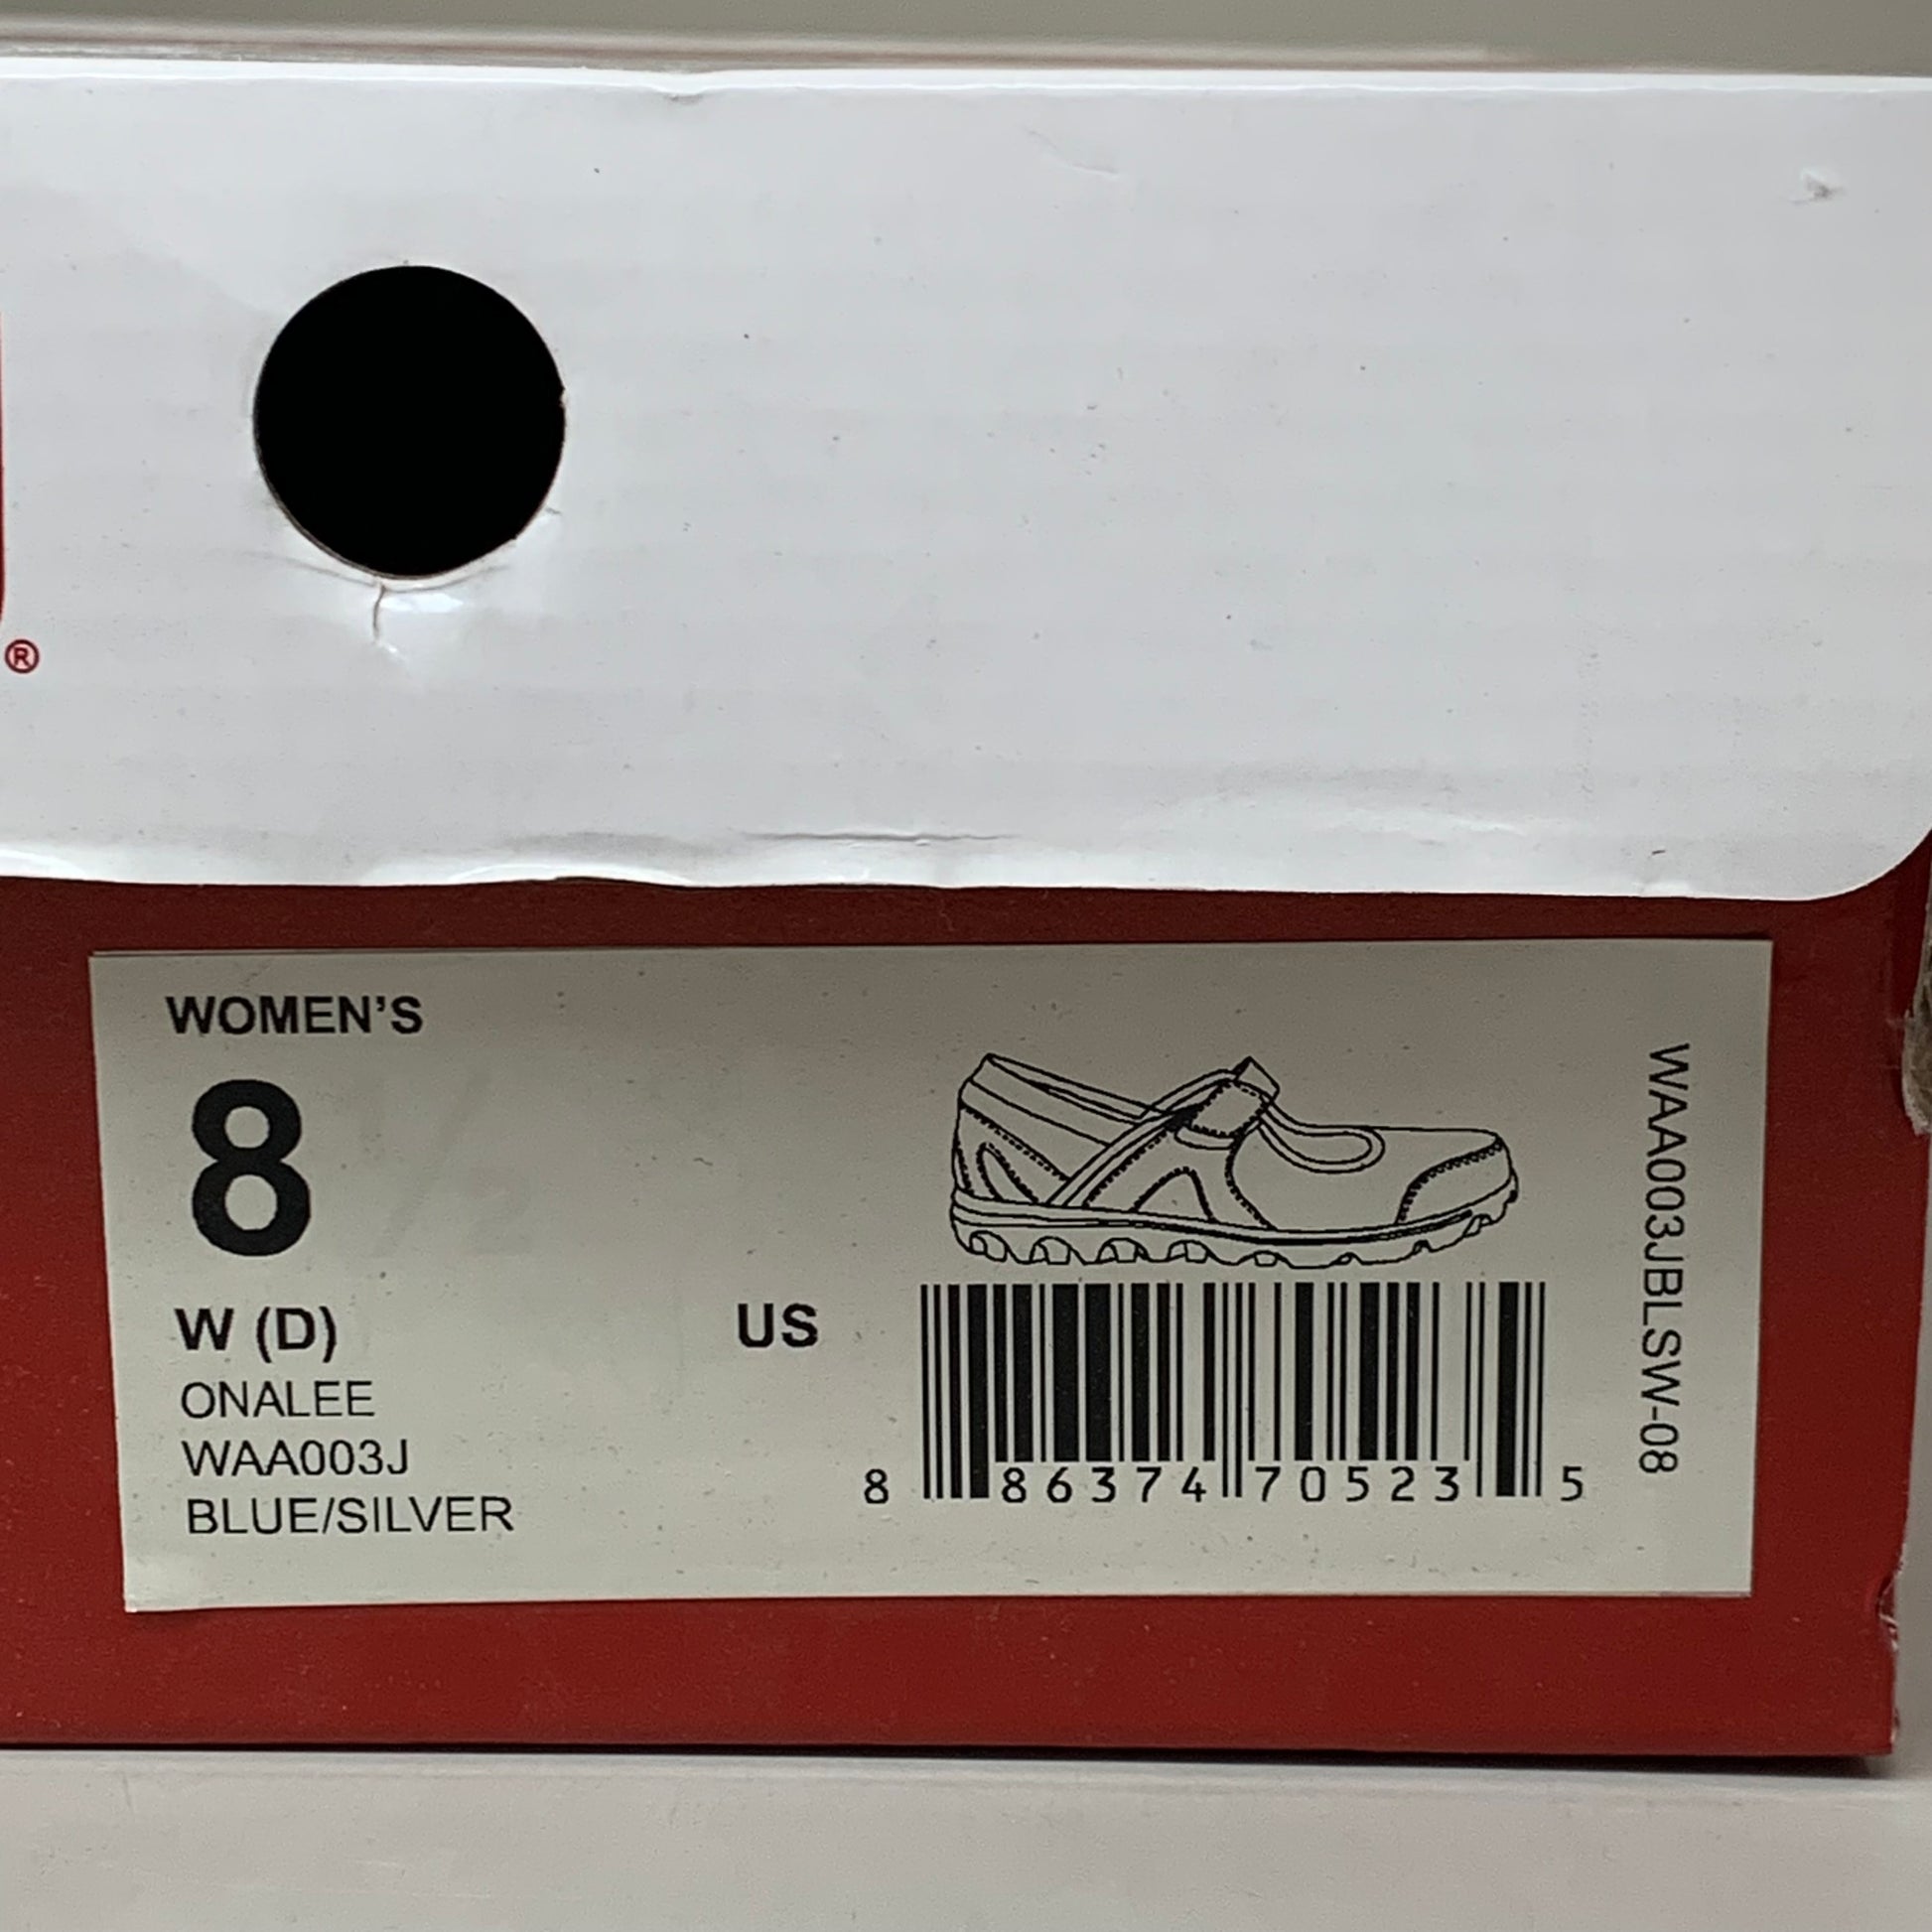 ®
WOMEN'S
8
W (D)
US
ONALEE
WAA003J
BLUE/SILVER
8 86374 70523 5
WAA003JBLSW-08